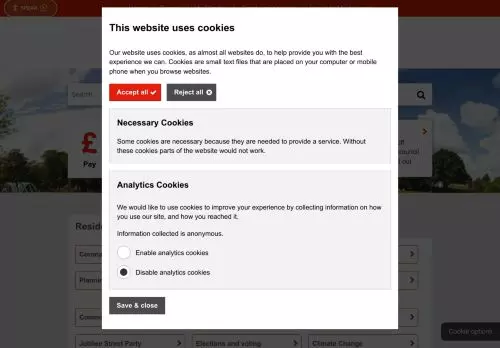 This website uses cookies
Our website uses cookies, as almost all websites do, to help provide you with the best
experience we can. Cookies are small text files that are placed on your computer or mobile
phone when you browse websites.
Accept all
Reject all
Necessary Cookies
Some cookies are necessary because they are needed to provide a service. Without
these cookies parts of the website would not work.
Analytics Cookies
We would like to use cookies to improve your experience by collecting information on how
you use our site, and how you reached it.
Information collected is anonymous.
Enable analytics cookies
Disable analytics cookies
Save & close
Search
£
Pay
out
Cookie options
Jubilee Street Party
Elections and voting
Climate Change